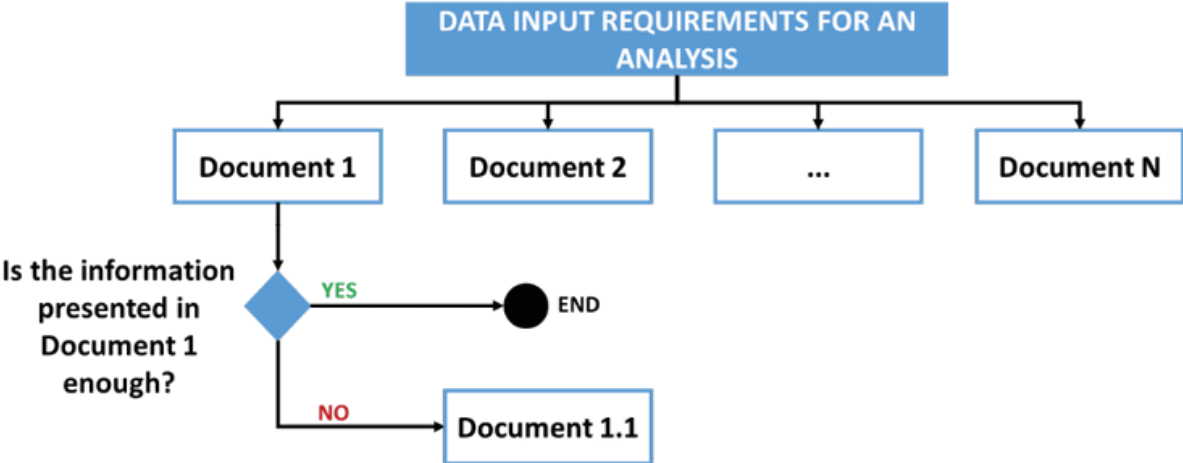 DATA INPUT REQUIREMENTS FOR AN
ANALYSIS
Document 1
Document 2
...
Document N
Is the information
presented in
Document 1
enough?
YES
END
NO
Document 1.1